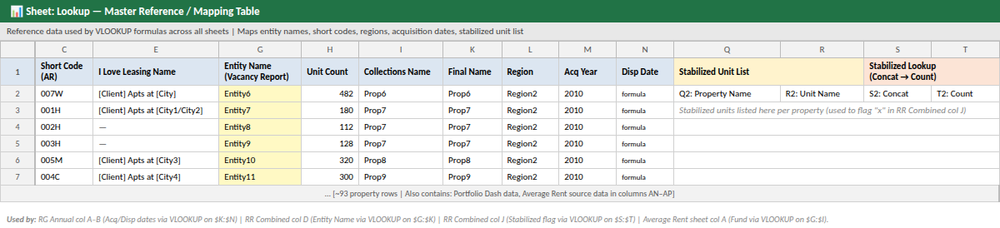 📊 Sheet: Lookup — Master Reference / Mapping Table
Reference data used by VLOOKUP formulas across all sheets | Maps entity names, short codes, regions, acquisition dates, stabilized unit list
C E G H I K L M N Q R S T
1 Short Code (AR) I Love Leasing Name Entity Name (Vacancy Report) Unit Count Collections Name Final Name Region Acq Year Disp Date Stabilized Unit List Stabilized Lookup (Concat → Count)
2 007W [Client] Apts at [City] Entity6 482 Prop6 Prop6 Region2 2010 formula Q2: Property Name R2: Unit Name S2: Concat T2: Count
3 001H [Client] Apts at [City1/City2] Entity7 180 Prop7 Prop7 Region2 2010 formula Stabilized units listed here per property (used to flag "x" in RR Combined col J)
4 002H — Entity8 112 Prop7 Prop7 Region2 2010 formula
5 003H — Entity9 128 Prop7 Prop7 Region2 2010 formula
6 005M [Client] Apts at [City3] Entity10 320 Prop8 Prop8 Region2 2010 formula
7 004C [Client] Apts at [City4] Entity11 300 Prop9 Prop9 Region2 2010 formula
... [~93 property rows | Also contains: Portfolio Dash data, Average Rent source data in columns AN–AP]
Used by: RG Annual col A–B (Acq/Disp dates via VLOOKUP on $K:$N) | RR Combined col D (Entity Name via VLOOKUP on $G:$K) | RR Combined col J (Stabilized flag via VLOOKUP on $S:$T) | Average Rent sheet col A (Fund via VLOOKUP on $G:$I).